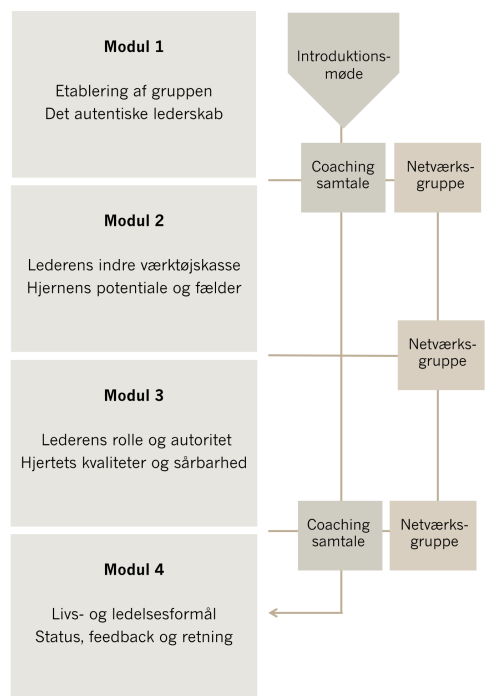 Modul 1
Etablering af gruppen
Det autentiske lederskab
Introduktions-
møde
Coaching
samtale
Netværks-
gruppe
Modul 2
Lederens indre værktøjskasse
Hjernens potentiale og fælder
Netværks-
gruppe
Modul 3
Lederens rolle og autoritet
Hjertets kvaliteter og sårbarhed
Coaching
samtale
Netværks-
gruppe
Modul 4
Livs- og ledelsesformål
Status, feedback og retning